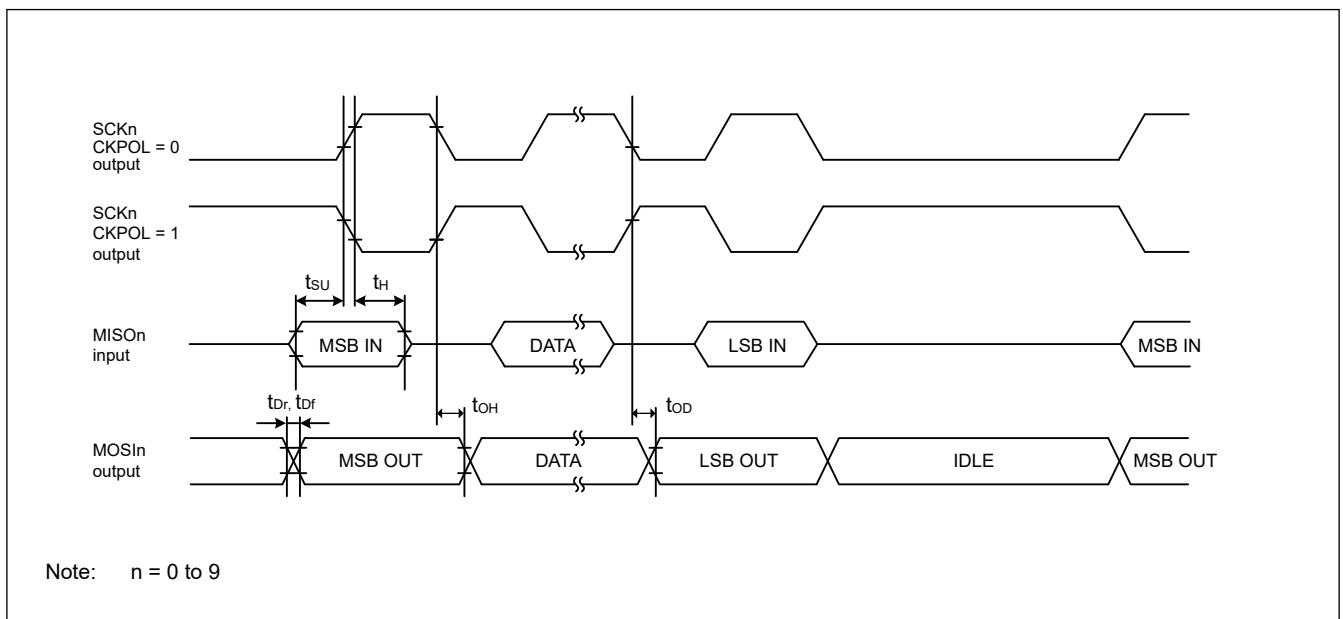 SCKn
CKPOL = 0
output
SCKn
CKPOL = 1
output
tSU
tH
MISOn
input
MSB IN
DATA
LSB IN
MSB IN
tDr, tDf
tOH
tOD
MOSIn
output
MSB OUT
DATA
LSB OUT
IDLE
MSB OUT
Note: n = 0 to 9